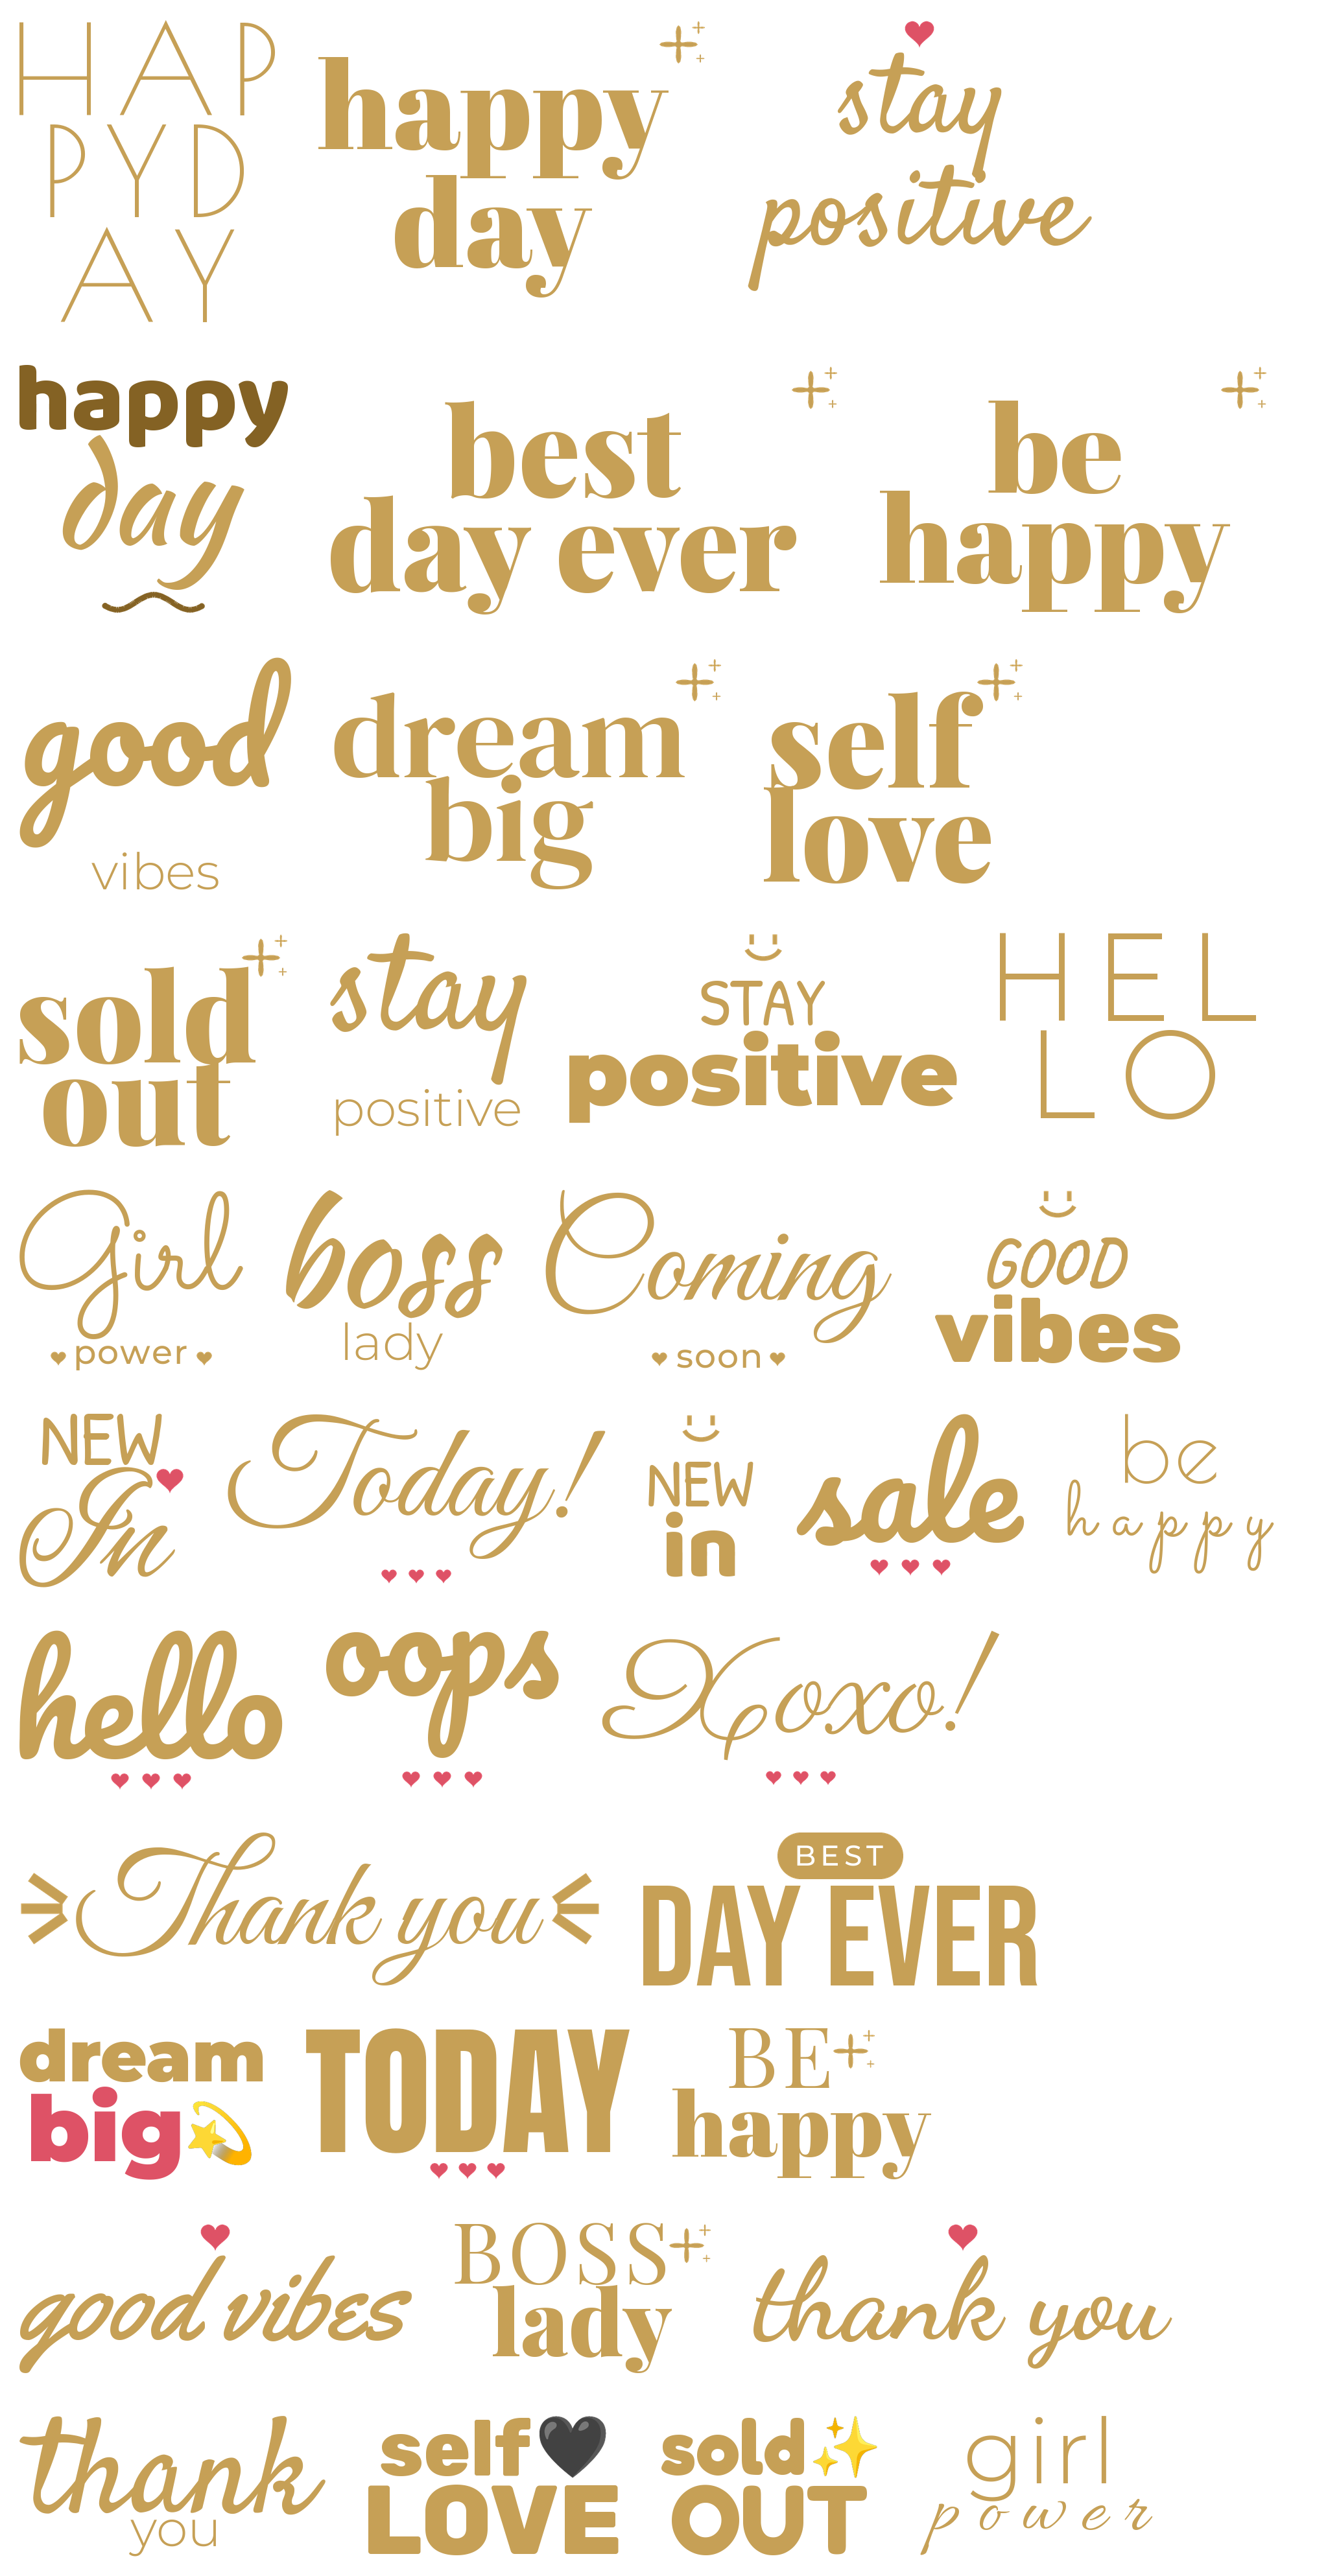 HAP
PYD
AY
happy
day
stay
positive
happy
day
best
day ever
be
happy
good
vibes
dream
big
self
love
sold
out
stay
positive
STAY
positive
HEL
LO
Girl
power
boss
lady
Coming
soon
GOOD
vibes
NEW
In
Today!
NEW
in
sale
be
happy
hello
oops
Xoxo!
Thank you
BEST
DAY EVER
dream
big
TODAY
BE
happy
good vibes
BOSS
lady
thank you
thank
you
self
LOVE
sold
OUT
girl
power